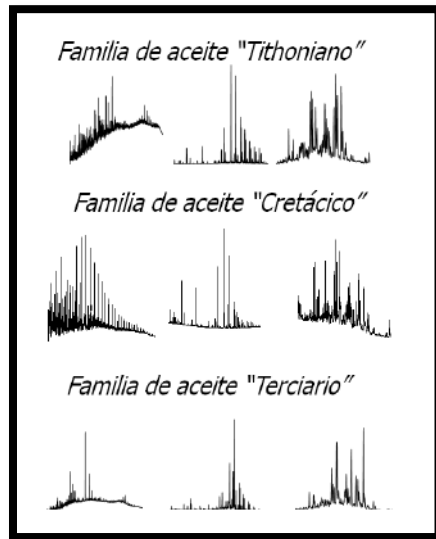 Familia de aceite "Tithoniano"
Familia de aceite "Cretácico"
Familia de aceite "Terciario"